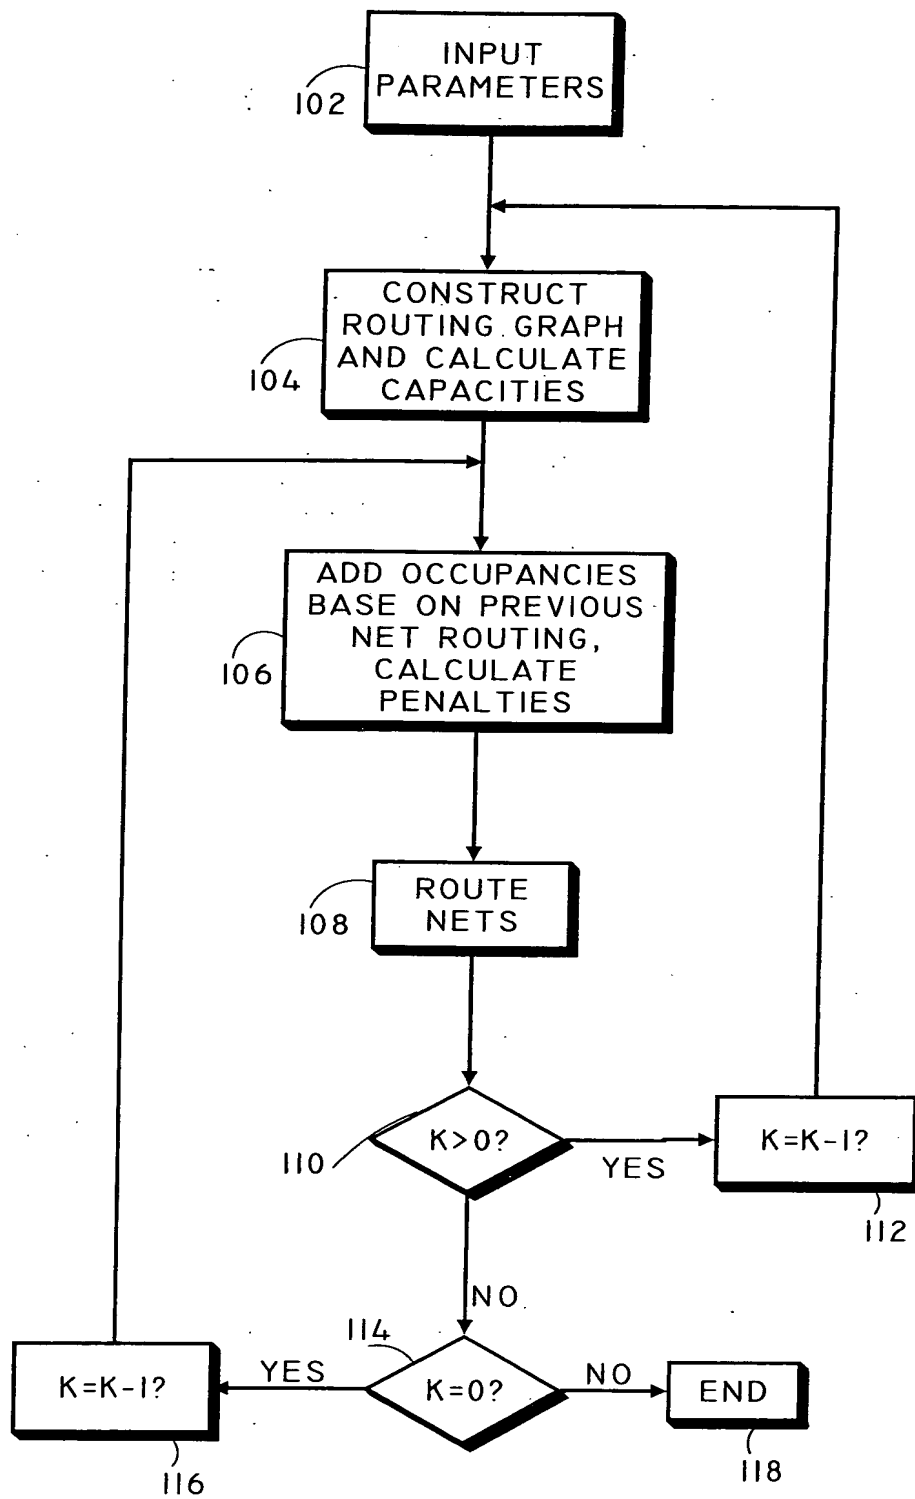 INPUT
PARAMETERS
102
CONSTRUCT
ROUTING GRAPH
AND CALCULATE
CAPACITIES
104
ADD OCCUPANCIES
BASE ON PREVIOUS
NET ROUTING,
CALCULATE
PENALTIES
106
ROUTE
NETS
108
K>0?
110
YES
K=K-1?
112
NO
114
K=0?
YES
K=K-1?
116
NO
END
118